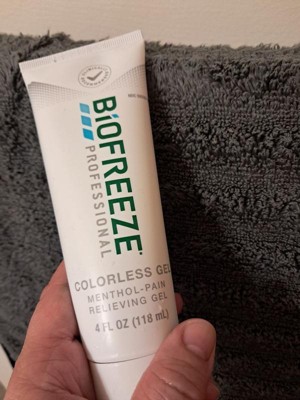 BIOFREEZE
PROFESSIONAL
COLORLESS GEL
MENTHOL-PAIN
RELIEVING GEL
4 FL OZ (118 mL)